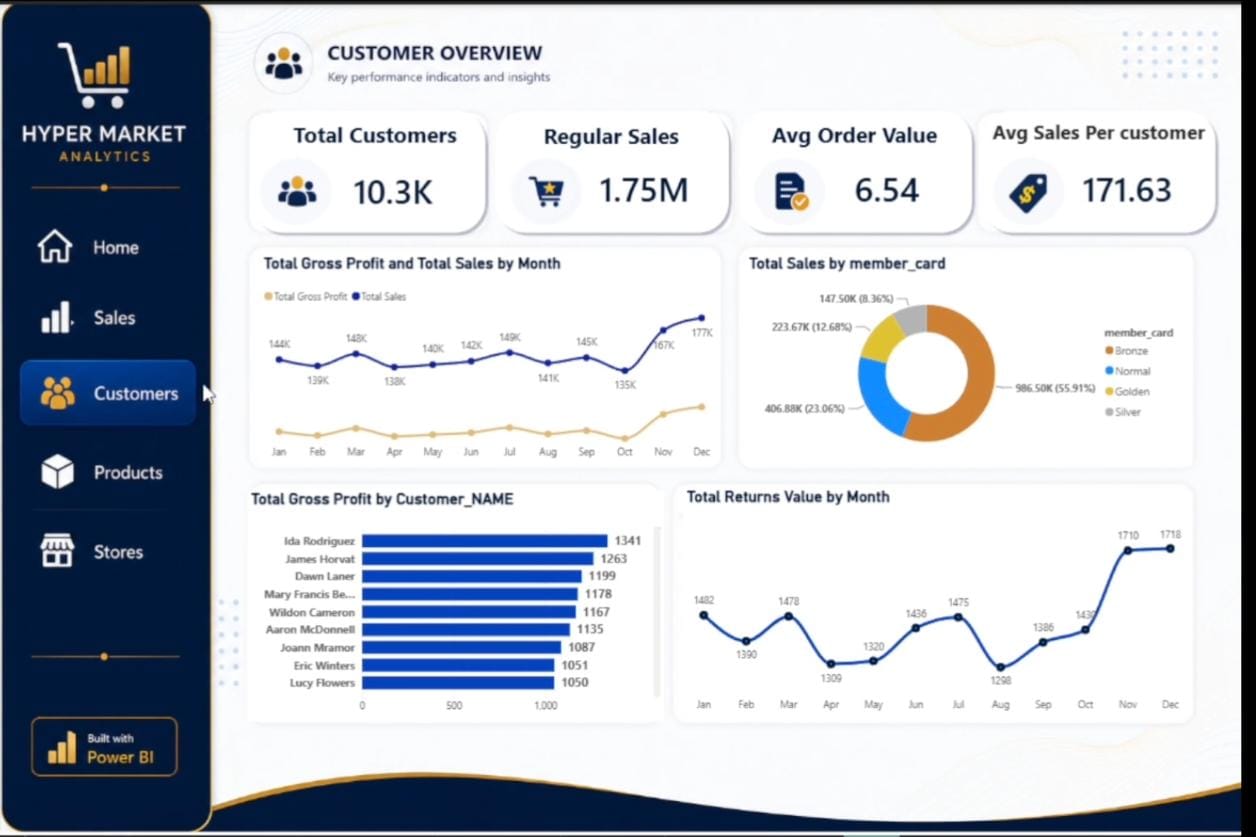 HYPER MARKET
ANALYTICS
Home
Sales
Customers
Products
Stores
Built with
Power BI
CUSTOMER OVERVIEW
Key performance indicators and insights
Total Customers
10.3K
Regular Sales
1.75M
Avg Order Value
6.54
Avg Sales Per customer
171.63
Total Gross Profit and Total Sales by Month
Total Gross Profit Total Sales
144K 139K 148K 138K 140K 142K 149K 141K 145K 135K 167K 177K
Jan Feb Mar Apr May Jun Jul Aug Sep Oct Nov Dec
Total Sales by member_card
147.50K (8.36%)
223.67K (12.68%)
406.88K (23.06%)
986.50K (55.91%)
member_card
Bronze
Normal
Golden
Silver
Total Gross Profit by Customer_NAME
Ida Rodriguez 1341
James Horvat 1263
Dawn Laner 1199
Mary Francis Be... 1178
Wildon Cameron 1167
Aaron McDonnell 1135
Joann Mramor 1087
Eric Winters 1051
Lucy Flowers 1050
0 500 1,000
Total Returns Value by Month
1482 1390 1478 1309 1320 1436 1475 1298 1386 1430 1710 1718
Jan Feb Mar Apr May Jun Jul Aug Sep Oct Nov Dec